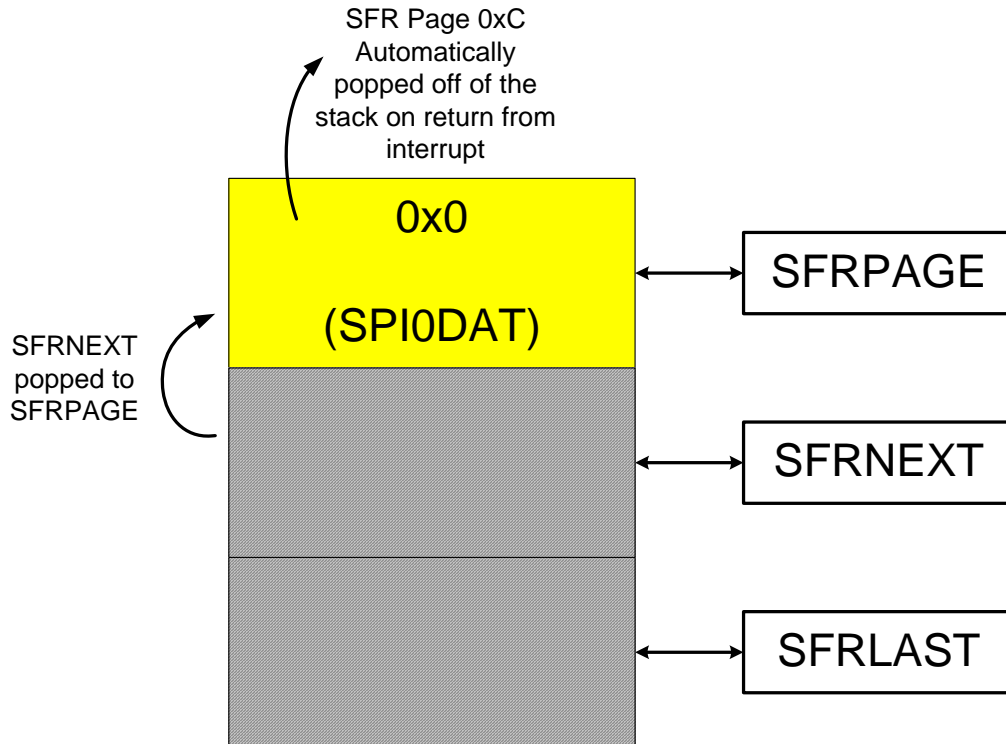 SFR Page 0xC
Automatically
popped off of the
stack on return from
interrupt
0x0
(SPI0DAT)
SFRPAGE
SFRNEXT
popped to
SFRPAGE
SFRNEXT
SFRLAST